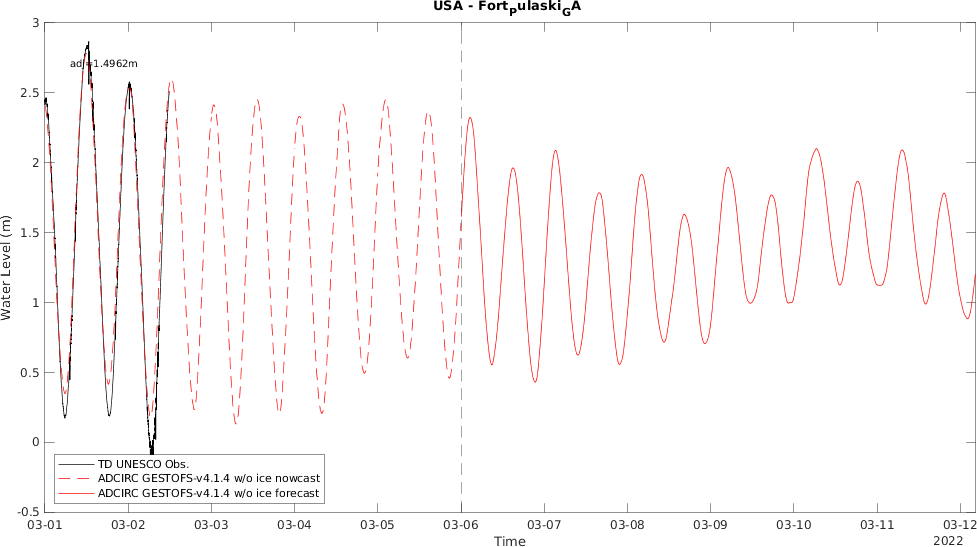 USA - Fort_Pulaski_GA
3
adj=1.4962m
2.5
2
1.5
1
0.5
0
-0.5
Water Level (m)
TD UNESCO Obs.
ADCIRC GESTOFS-v4.1.4 w/o ice nowcast
ADCIRC GESTOFS-v4.1.4 w/o ice forecast
03-01 03-02 03-03 03-04 03-05 03-06 03-07 03-08 03-09 03-10 03-11 03-12
Time
2022